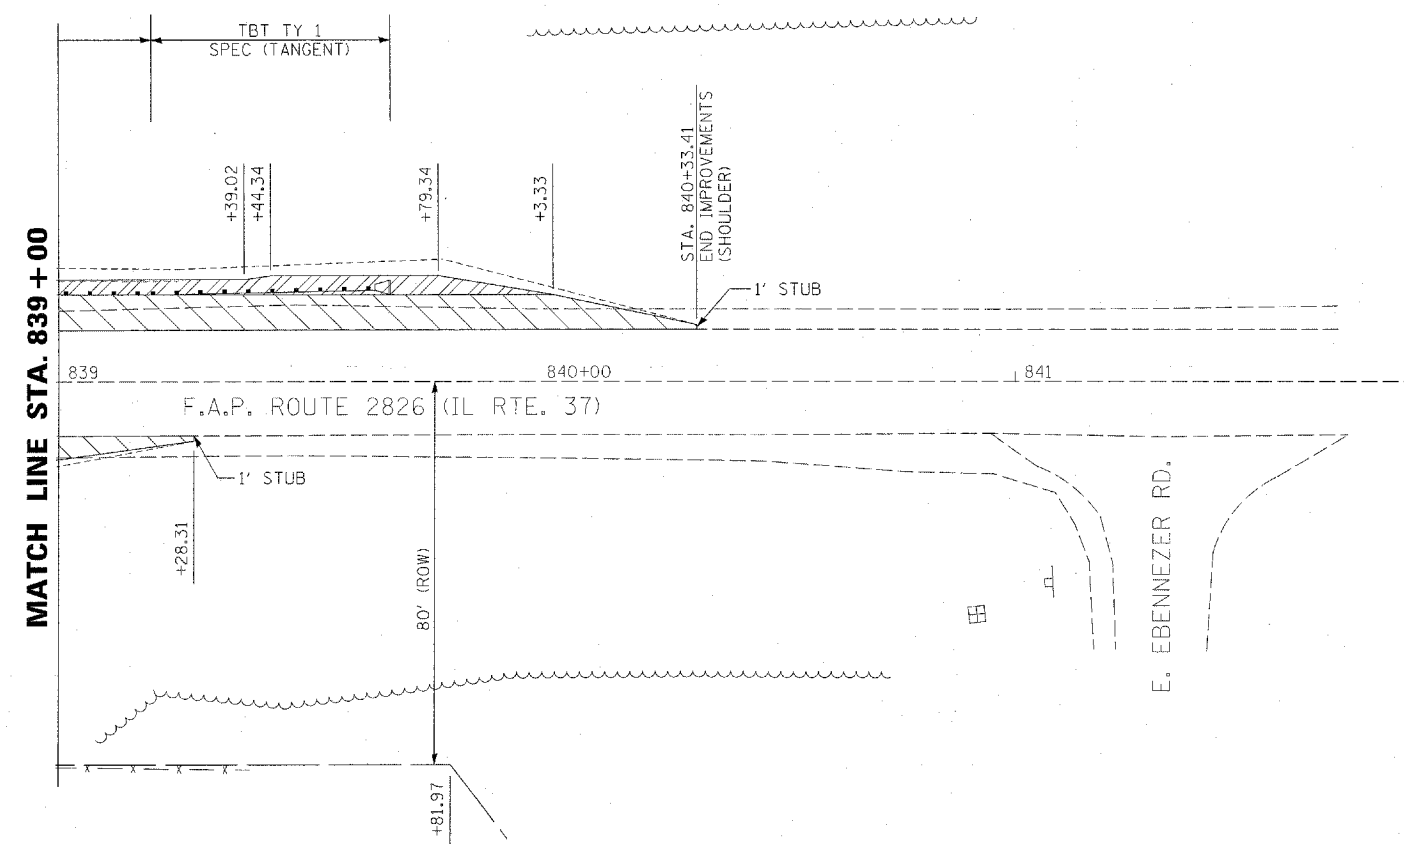 TBT TY 1
SPEC (TANGENT)
+39.02
+44.34
+79.34
+3.33
STA. 840+33.41
END IMPROVEMENTS
(SHOULDER)
1' STUB
MATCH LINE STA. 839+00
839
840+00
841
F.A.P. ROUTE 2826 (IL RTE. 37)
1' STUB
+28.31
80' (ROW)
E. EBENNEZER RD.
+81.97